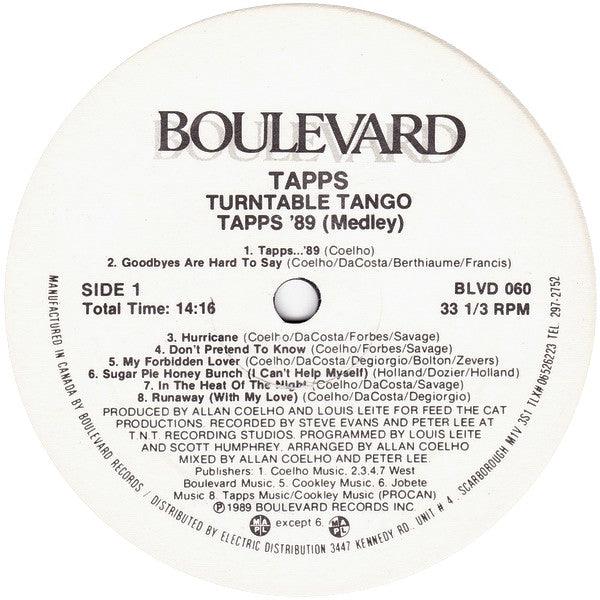 BOULEVARD
TAPPS
TURNTABLE TANGO
TAPPS '89 (Medley)
1. Tapps...'89 (Coelho)
2. Goodbyes Are Hard To Say (Coelho/DaCosta/Berthiaume/Francis)
SIDE 1
Total Time: 14:16
BLVD 060
33 1/3 RPM
3. Hurricane (Coelho/DaCosta/Forbes/Savage)
4. Don't Pretend To Know (Coelho/Forbes/Savage)
5. My Forbidden Lover (Coelho/DaCosta/Degiorgio/Bolton/Zevers)
6. Sugar Pie Honey Bunch (I Can't Help Myself) (Holland/Dozier/Holland)
7. In The Heat Of The Night (Coelho/DaCosta/Savage)
8. Runaway (With My Love) (Coelho/DaCosta/Degiorgio)
PRODUCED BY ALLAN COELHO AND LOUIS LEITE FOR FEED THE CAT
PRODUCTIONS. RECORDED BY STEVE EVANS AND PETER LEE AT
T.N.T. RECORDING STUDIOS. PROGRAMMED BY LOUIS LEITE
AND SCOTT HUMPHREY. ARRANGED BY ALLAN COELHO
MIXED BY ALLAN COELHO AND PETER LEE.
Publishers: 1. Coelho Music, 2,3,4,7 West
Boulevard Music. 5. Cookley Music. 6. Jobete
Music 8. Tapps Music/Cookley Music (PROCAN)
Ⓟ1989 BOULEVARD RECORDS INC.
MAPL except 6. MAPL
MANUFACTURED IN CANADA BY BOULEVARD RECORDS / DISTRIBUTED BY ELECTRIC DISTRIBUTION 3447 KENNEDY RD. UNIT # 4, SCARBOROUGH M1V 3S1 TLX# 06526223 TEL. 297-2752